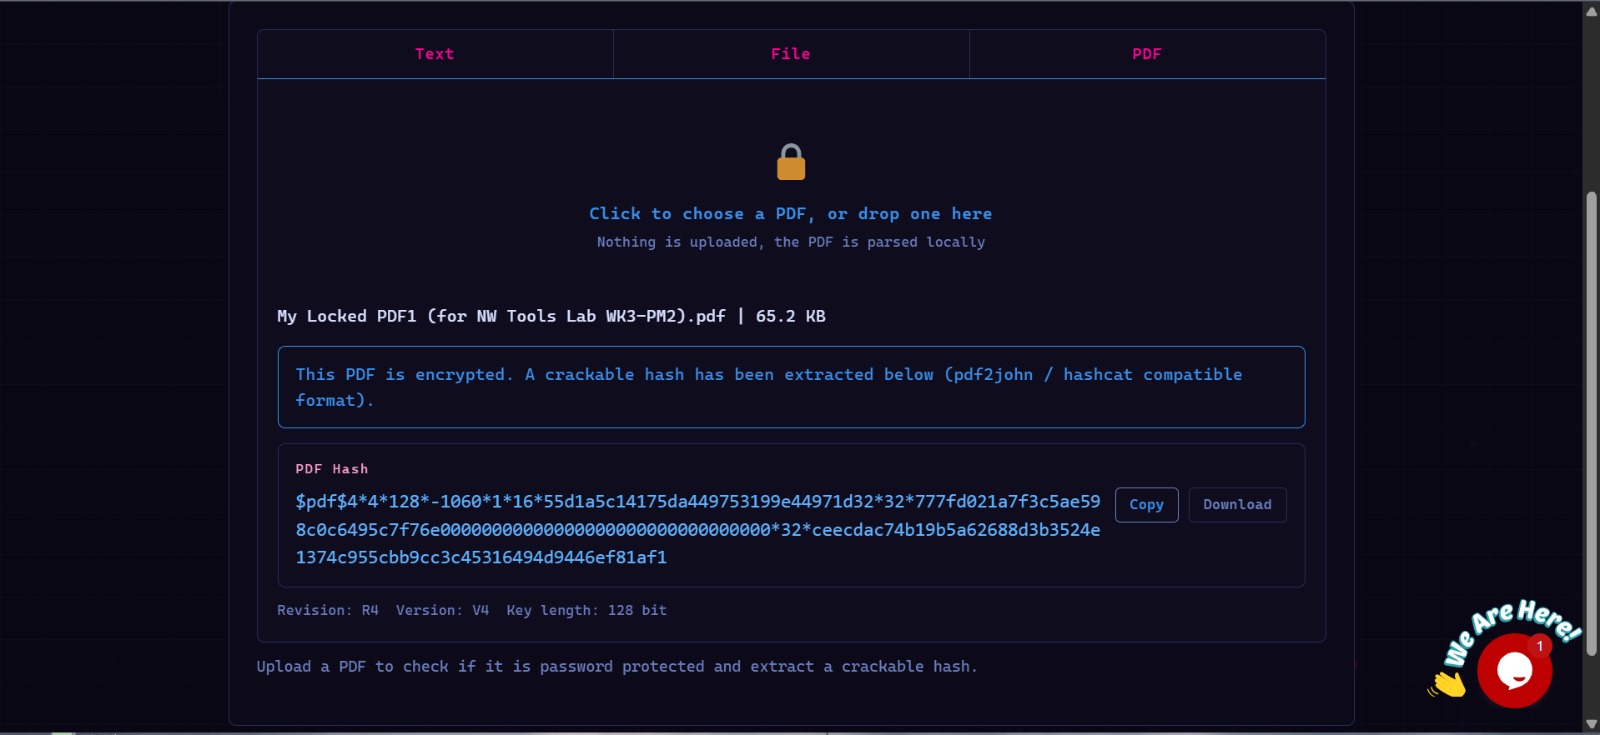 Text
File
PDF
Click to choose a PDF, or drop one here
Nothing is uploaded, the PDF is parsed locally
My Locked PDF1 (for NW Tools Lab WK3-PM2).pdf | 65.2 KB
This PDF is encrypted. A crackable hash has been extracted below (pdf2john / hashcat compatible
format).
PDF Hash
$pdf$4*4*128*-1060*1*16*55d1a5c14175da449753199e44971d32*32*777fd021a7f3c5ae59
8c0c6495c7f76e00000000000000000000000000000000*32*ceecdac74b19b5a62688d3b3524e
1374c955cbb9cc3c45316494d9446ef81af1
Copy
Download
Revision: R4 Version: V4 Key length: 128 bit
Upload a PDF to check if it is password protected and extract a crackable hash.
We Are Here!
1